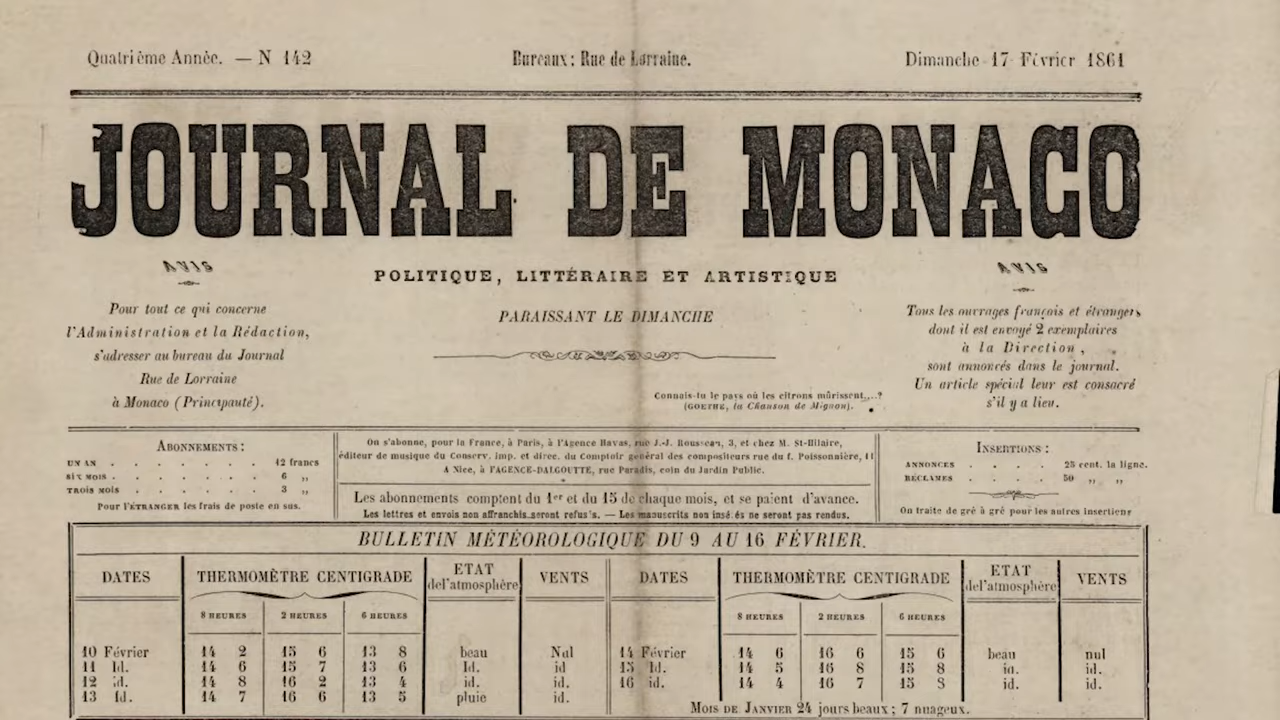 Quatrième Année. — N 142
Bureaux: Rue de Lorraine.
Dimanche 17 Février 1861
JOURNAL DE MONACO
POLITIQUE, LITTÉRAIRE ET ARTISTIQUE
PARAISSANT LE DIMANCHE
Connais-tu le pays où les citrons mûrissent....?
(GOETHE, la Chanson de Mignon).
AVIS
Pour tout ce qui concerne
l'Administration et la Rédaction,
s'adresser au bureau du Journal
Rue de Lorraine
à Monaco (Principauté).
AVIS
Tous les ouvrages français et étrangers
dont il est envoyé 2 exemplaires
à la Direction,
sont annoncés dans le journal.
Un article spécial leur est consacré
s'il y a lieu.
ABONNEMENTS:
UN AN . . . . . . . 12 francs
SIX MOIS . . . . . . 6 „
TROIS MOIS . . . . . . 3 „
Pour l'ÉTRANGER les frais de poste en sus.
On s'abonne, pour la France, à Paris, à l'Agence Havas, rue J.-J. Rousseau, 3, et chez M. St-Hilaire,
éditeur de musique du Conserv. imp. et direc. du Comptoir général des compositeurs rue du f. Poissonnière, 11
A Nice, à l'AGENCE-DALGOUTTE, rue Paradis, coin du Jardin Public.
Les abonnements comptent du 1er et du 15 de chaque mois, et se paient d'avance.
Les lettres et envois non affranchis seront refus's. — Les manuscrits non insé.és ne seront pas rendus.
INSERTIONS:
ANNONCES . . . . 25 cent. la ligne.
RECLAMES . . . . 50 „ „
On traite de gré à gré pour les autres insertions
BULLETIN MÉTÉOROLOGIQUE DU 9 AU 16 FÉVRIER.
DATES THERMOMÈTRE CENTIGRADE ETAT del'atmosphère VENTS DATES THERMOMÈTRE CENTIGRADE ETAT del'atmosphère VENTS
8 HEURES 2 HEURES 6 HEURES 8 HEURES 2 HEURES 6 HEURES
10 Février 14 2 15 6 13 8 beau Nul 14 Février 14 6 16 6 15 6 beau nul
11 Id. 14 6 15 7 13 6 Id. id 15 Id. 14 5 16 8 15 8 id. id.
12 id. 14 8 16 2 13 4 id. id. 16 id. 14 4 16 7 15 8 id. id.
13 Id. 14 7 16 6 13 5 pluie id.
MOIS DE JANVIER 24 jours beaux; 7 nuageux.